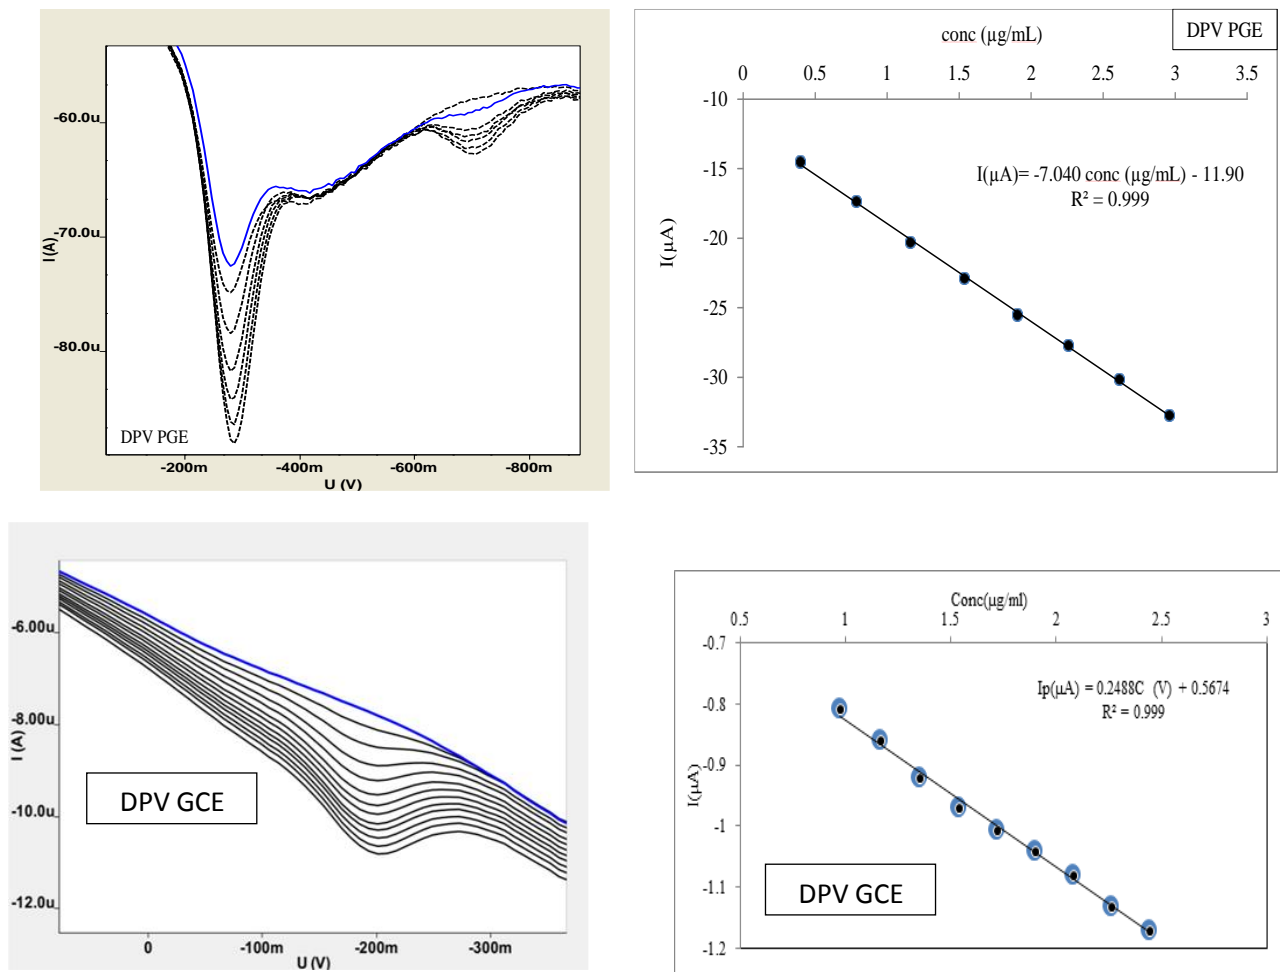 -60.0u
-70.0u
-80.0u
I (A)
DPV PGE
-200m
-400m
-600m
-800m
U (V)
DPV PGE
conc (µg/mL)
0
0.5
1
1.5
2
2.5
3
3.5
-10
-15
-20
-25
-30
-35
I(µA)
I(µA)= -7.040 conc (µg/mL) - 11.90
R² = 0.999
-6.00u
-8.00u
-10.0u
-12.0u
I (A)
DPV GCE
0
-100m
-200m
-300m
U (V)
Conc(µg/ml)
0.5
1
1.5
2
2.5
3
-0.7
-0.8
-0.9
-1
-1.1
-1.2
I(µA)
Ip(µA) = 0.2488C (V) + 0.5674
R² = 0.999
DPV GCE